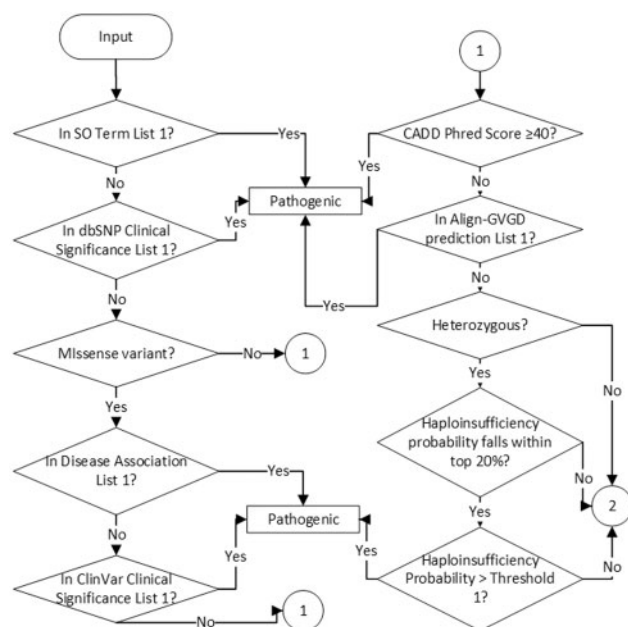 Input
In SO Term List 1?
Yes
No
In dbSNP Clinical
Significance List 1?
Yes
No
MIssense variant?
No
1
Yes
In Disease Association
List 1?
Yes
No
In ClinVar Clinical
Significance List 1?
Yes
No
1
Pathogenic
Pathogenic
1
CADD Phred Score ≥40?
Yes
No
In Align-GVGD
prediction List 1?
Yes
No
Heterozygous?
No
Yes
Haploinsufficiency
probability falls within
top 20%?
No
Yes
2
Haploinsufficiency
Probability > Threshold
1?
Yes
No